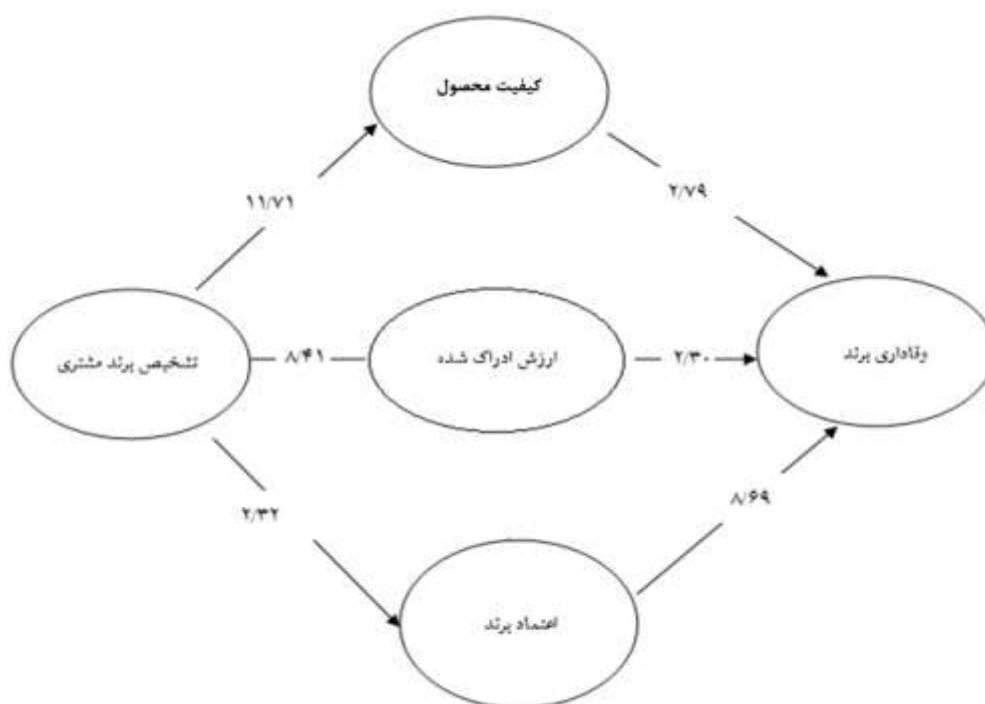 کیفیت محصول
۱۱/۷۱
۲/۷۹
تشخیص برند مشتری
۸/۴۱
ارزش ادراک شده
۲/۳۰
وفاداری برند
۲/۳۲
۸/۶۹
اعتماد برند